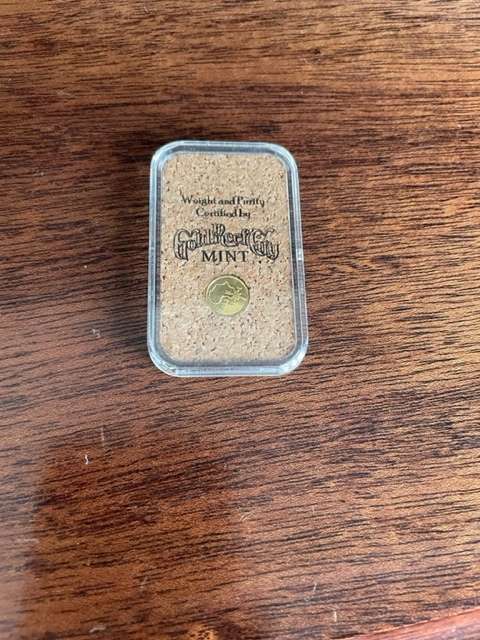 Weight and Purity
Certified by
Gold Reef City
MINT